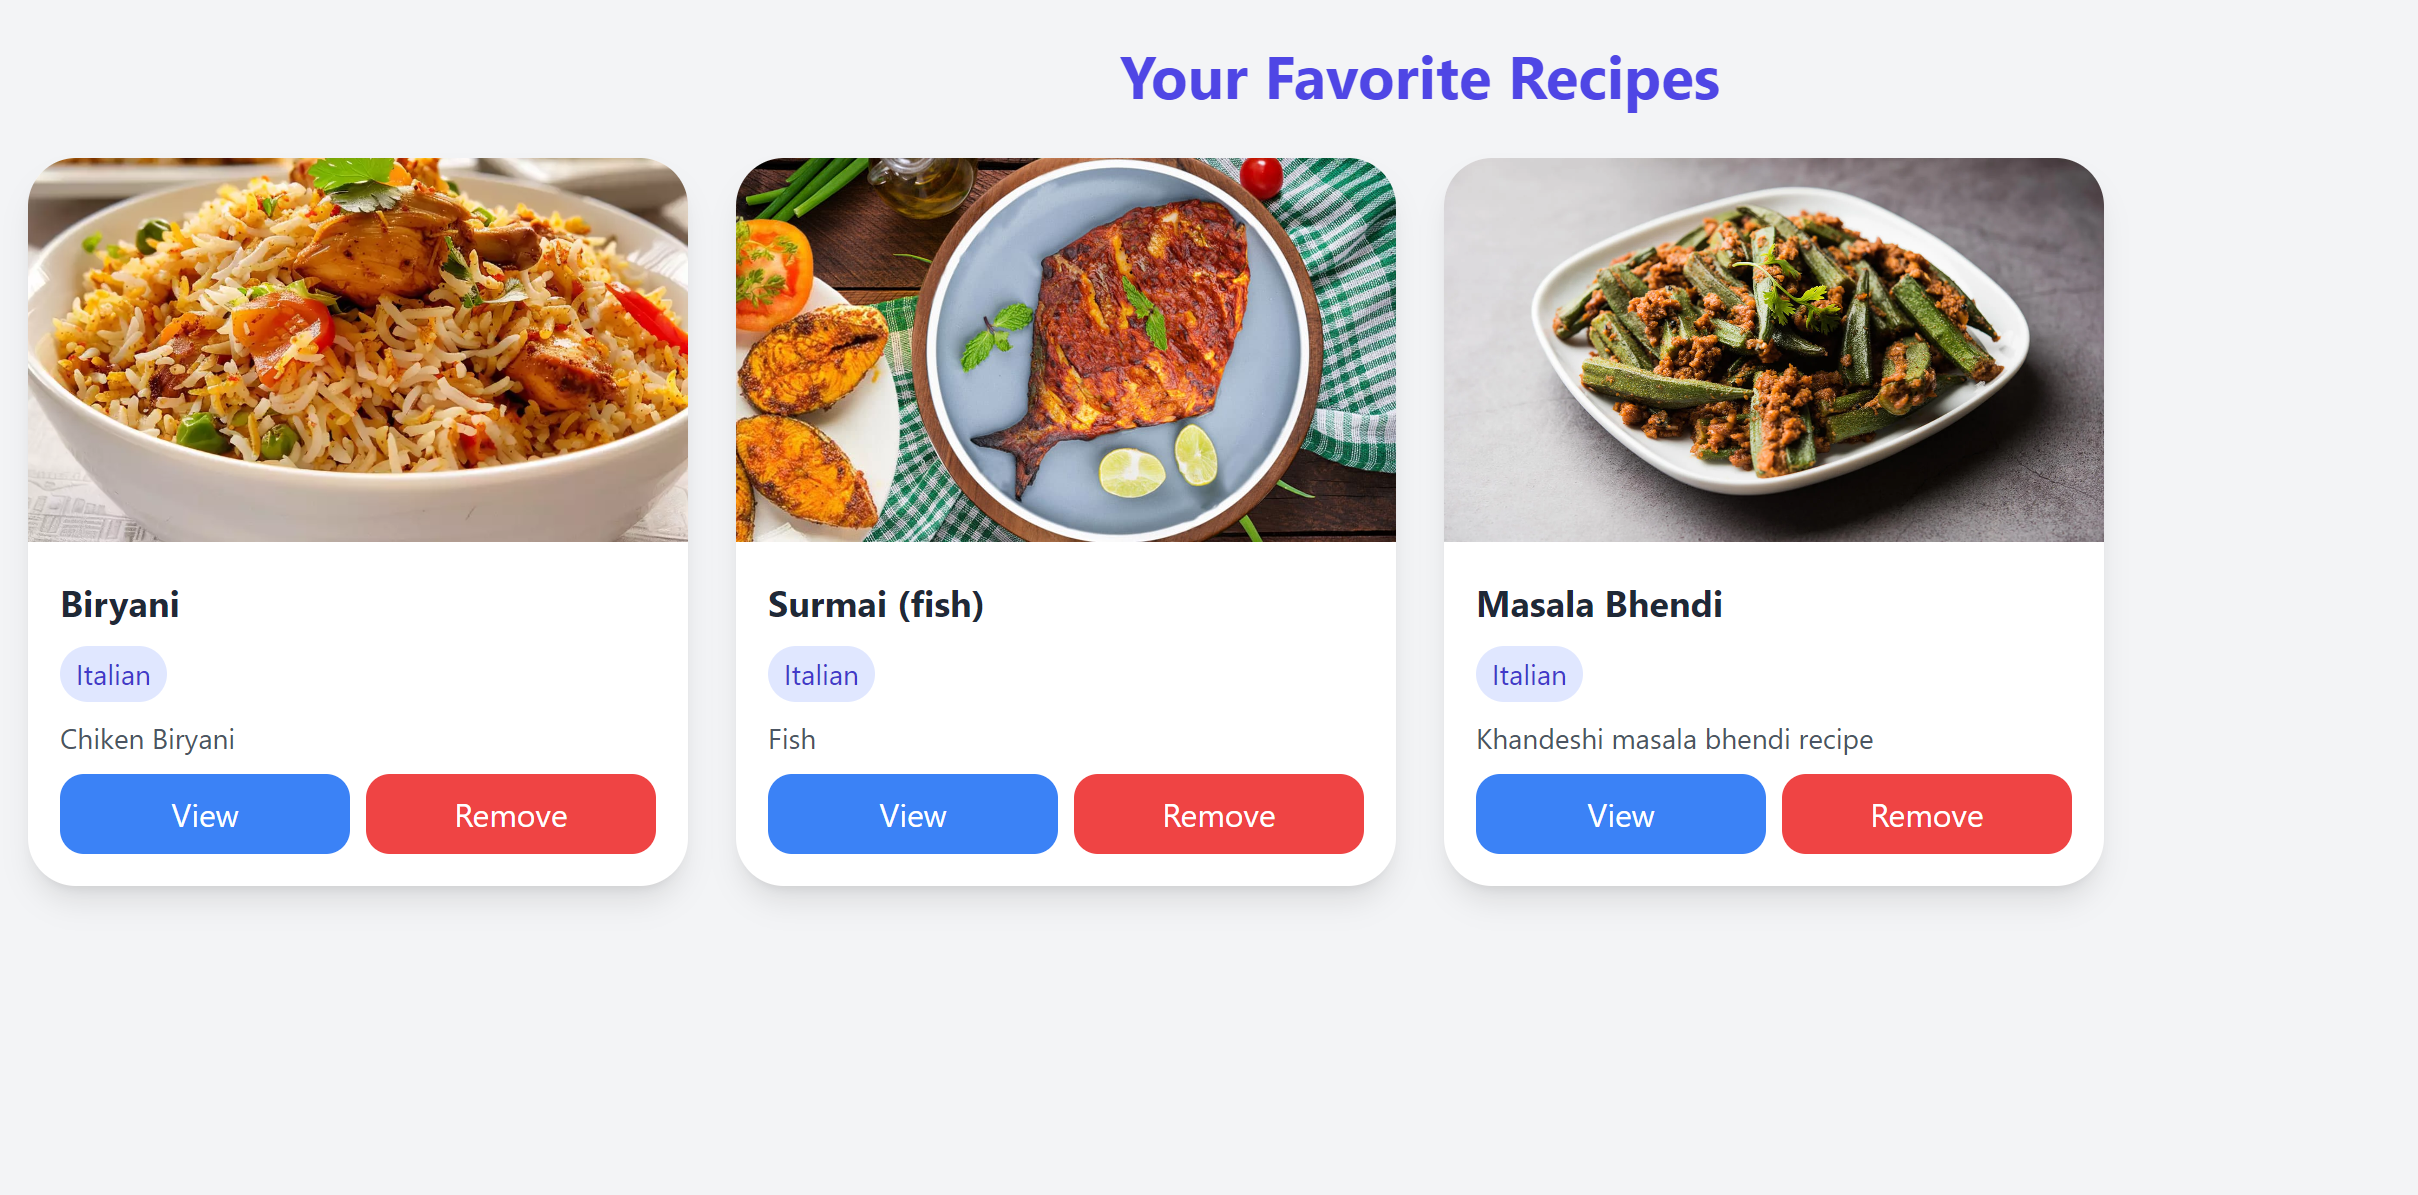 Your Favorite Recipes
Biryani
Italian
Chiken Biryani
View Remove
Surmai (fish)
Italian
Fish
View Remove
Masala Bhendi
Italian
Khandeshi masala bhendi recipe
View Remove